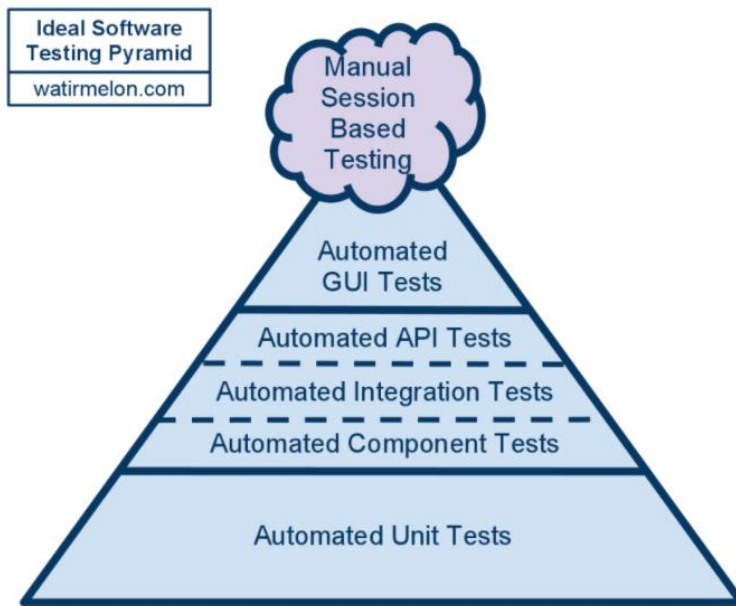 Ideal Software
Testing Pyramid
watirmelon.com
Manual
Session
Based
Testing
Automated
GUI Tests
Automated API Tests
Automated Integration Tests
Automated Component Tests
Automated Unit Tests